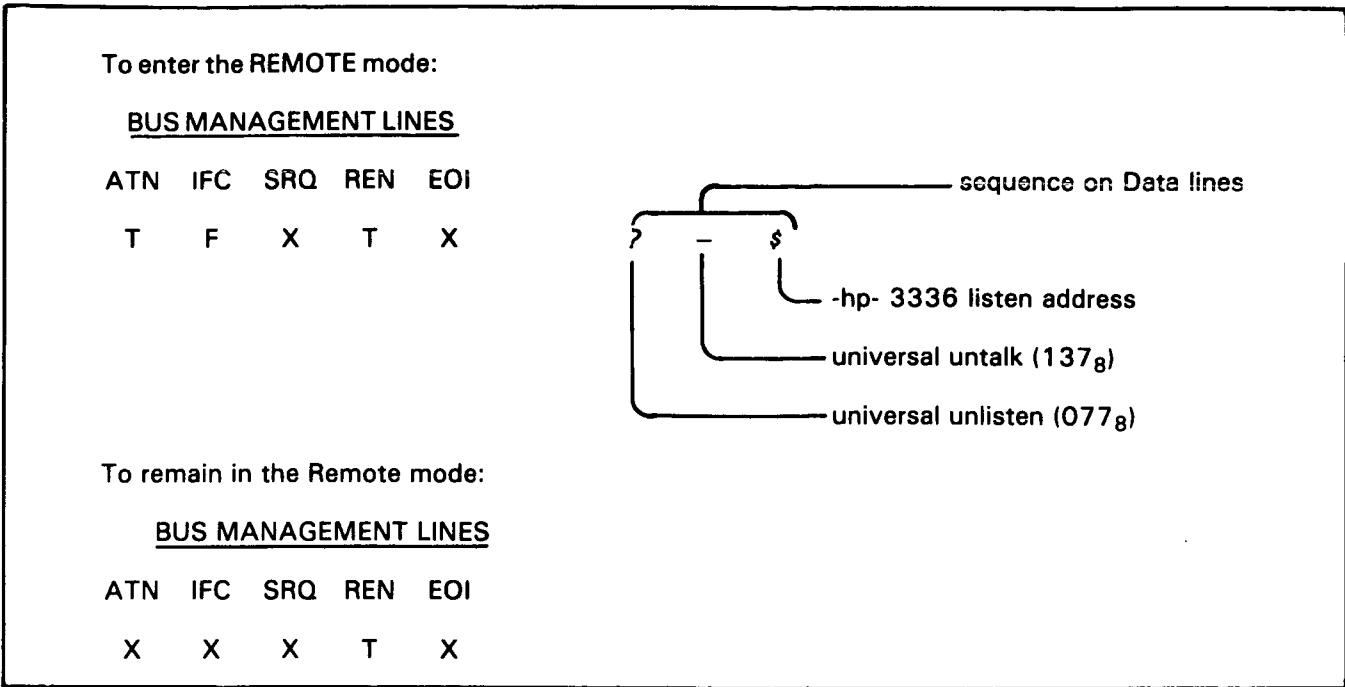 To enter the REMOTE mode:
BUS MANAGEMENT LINES
ATN IFC SRQ REN EOI
T F X T X
sequence on Data lines
? – $
-hp- 3336 listen address
universal untalk (137₈)
universal unlisten (077₈)
To remain in the Remote mode:
BUS MANAGEMENT LINES
ATN IFC SRQ REN EOI
X X X T X